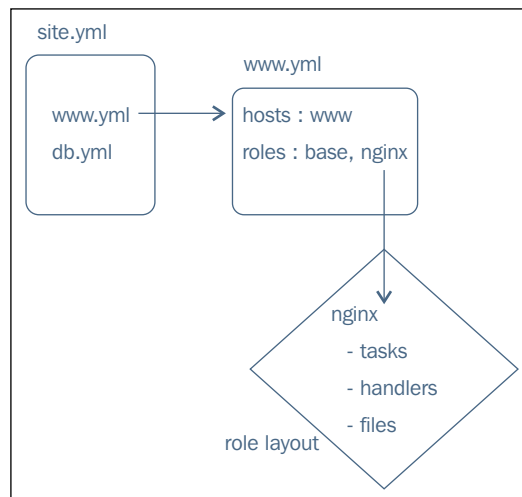 site.yml
www.yml
db.yml
www.yml
hosts : www
roles : base, nginx
nginx
- tasks
- handlers
- files
role layout